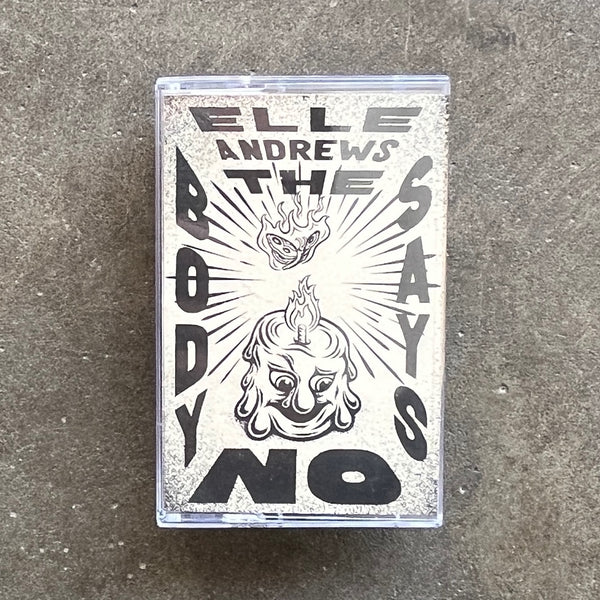 ELLE
ANDREWS
THE
BODY
SAYS
NO